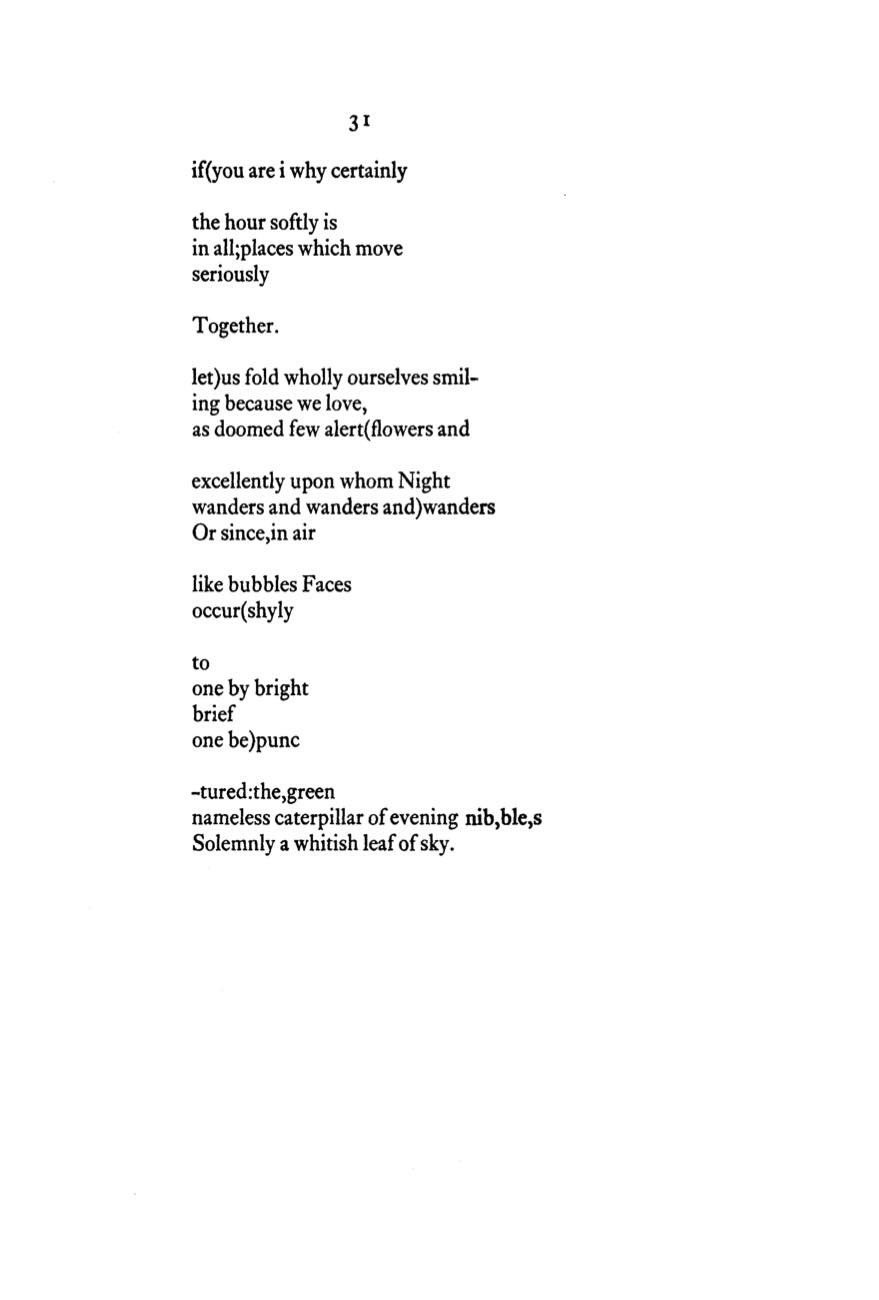 31
if(you are i why certainly
the hour softly is
in all;places which move
seriously
Together.
let)us fold wholly ourselves smil-
ing because we love,
as doomed few alert(flowers and
excellently upon whom Night
wanders and wanders and)wanders
Or since,in air
like bubbles Faces
occur(shyly
to
one by bright
brief
one be)punc
-tured:the,green
nameless caterpillar of evening nib,ble,s
Solemnly a whitish leaf of sky.